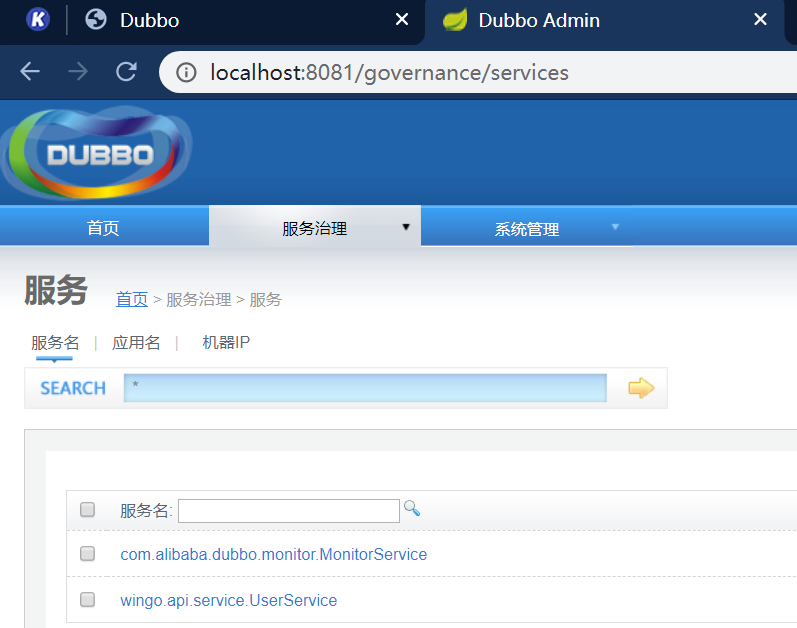 K Dubbo Dubbo Admin
localhost:8081/governance/services
DUBBO
首页 服务治理 系统管理
服务 首页 > 服务治理 > 服务
服务名 | 应用名 | 机器IP
SEARCH *
服务名:
com.alibaba.dubbo.monitor.MonitorService
wingo.api.service.UserService